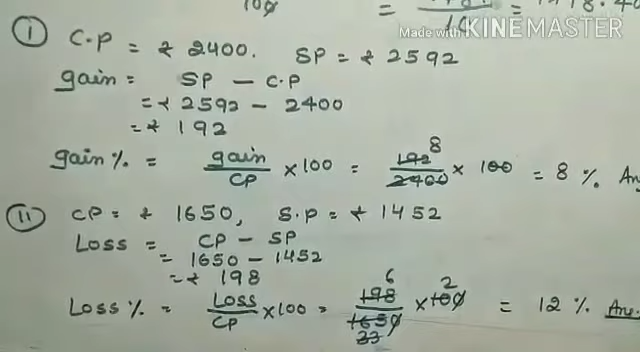 100 = 10 =
Made with KINEMASTER
(i) C.P = ₹ 2400. SP = ₹ 2592
gain = SP - C.P
= ₹ 2592 - 2400
= ₹ 192
gain %. = gain/CP × 100 = 192/2400 × 100 8 = 8 %. An
(ii) CP = ₹ 1650, S.P = ₹ 1452
Loss = CP - SP
= 1650 - 1452
= ₹ 198
Loss %. = Loss/CP × 100 = 198/1650 × 100 6 2 33 = 12 %. Ans.